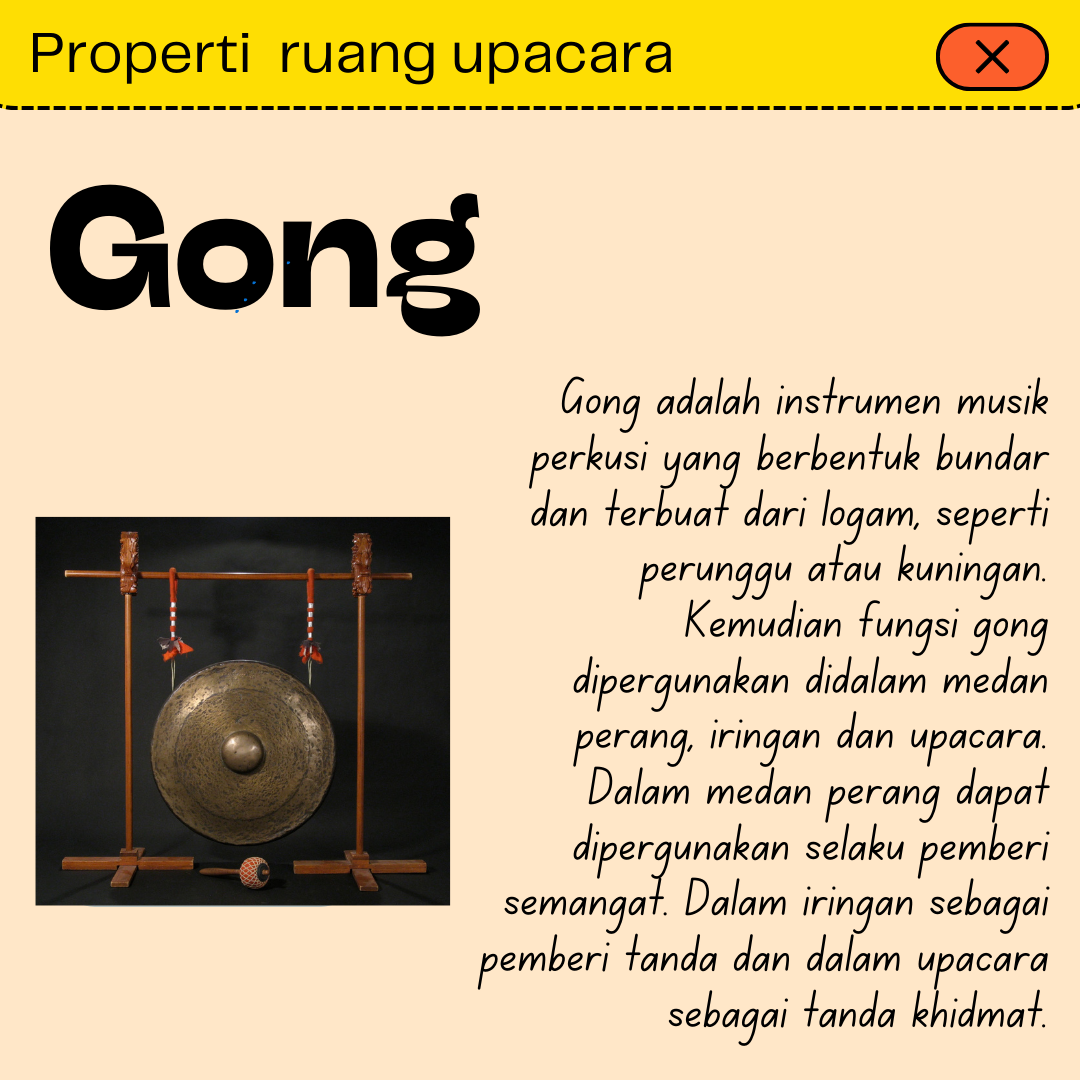 Properti ruang upacara
Gong
Gong adalah instrumen musik
perkusi yang berbentuk bundar
dan terbuat dari logam, seperti
perunggu atau kuningan.
Kemudian fungsi gong
dipergunakan didalam medan
perang, iringan dan upacara.
Dalam medan perang dapat
dipergunakan selaku pemberi
semangat. Dalam iringan sebagai
pemberi tanda dan dalam upacara
sebagai tanda khidmat.